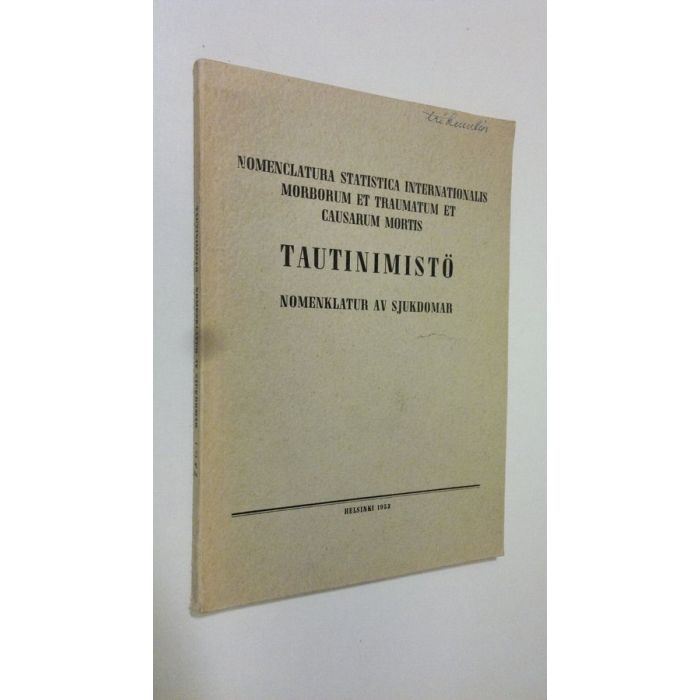 NOMENCLATURA STATISTICA INTERNATIONALIS
MORBORUM ET TRAUMATUM ET
CAUSARUM MORTIS
TAUTINIMISTÖ
NOMENKLATUR AV SJUKDOMAR
HELSINKI 1953